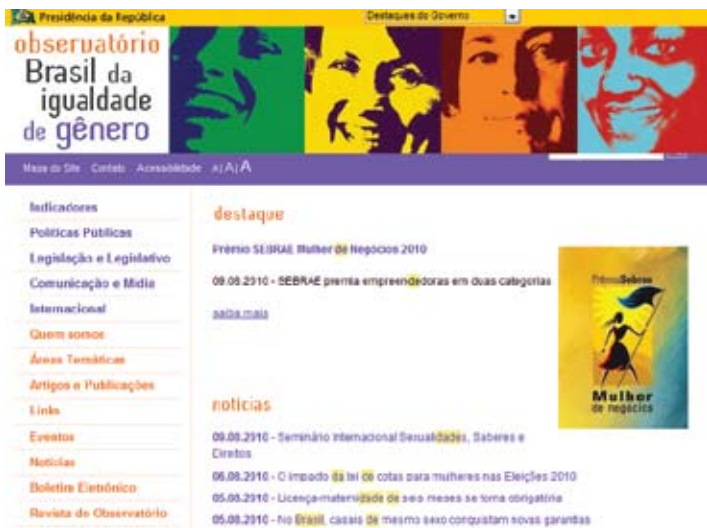 Presidência da República
Destaques do Governo
observatório
Brasil da
igualdade
de gênero
Mapa do Site Contato Acessibilidade A|A|A
Indicadores
Políticas Públicas
Legislação e Legislativo
Comunicação e Mídia
Internacional
Quem somos
Áreas Temáticas
Artigos e Publicações
Links
Eventos
Notícias
Boletim Eletrônico
Revista do Observatório
destaque
Prêmio SEBRAE Mulher de Negócios 2010
09.08.2010 - SEBRAE premia empreendedoras em duas categorias
saiba mais
PrêmioSebrae
Mulher
de negócios
notícias
09.08.2010 - Seminário Internacional Sexualidades, Saberes e
Direitos
06.08.2010 - O impacto da lei de cotas para mulheres nas Eleições 2010
05.08.2010 - Licença-maternidade de seis meses se torna obrigatória
05.08.2010 - No Brasil, casais de mesmo sexo conquistam novas garantias